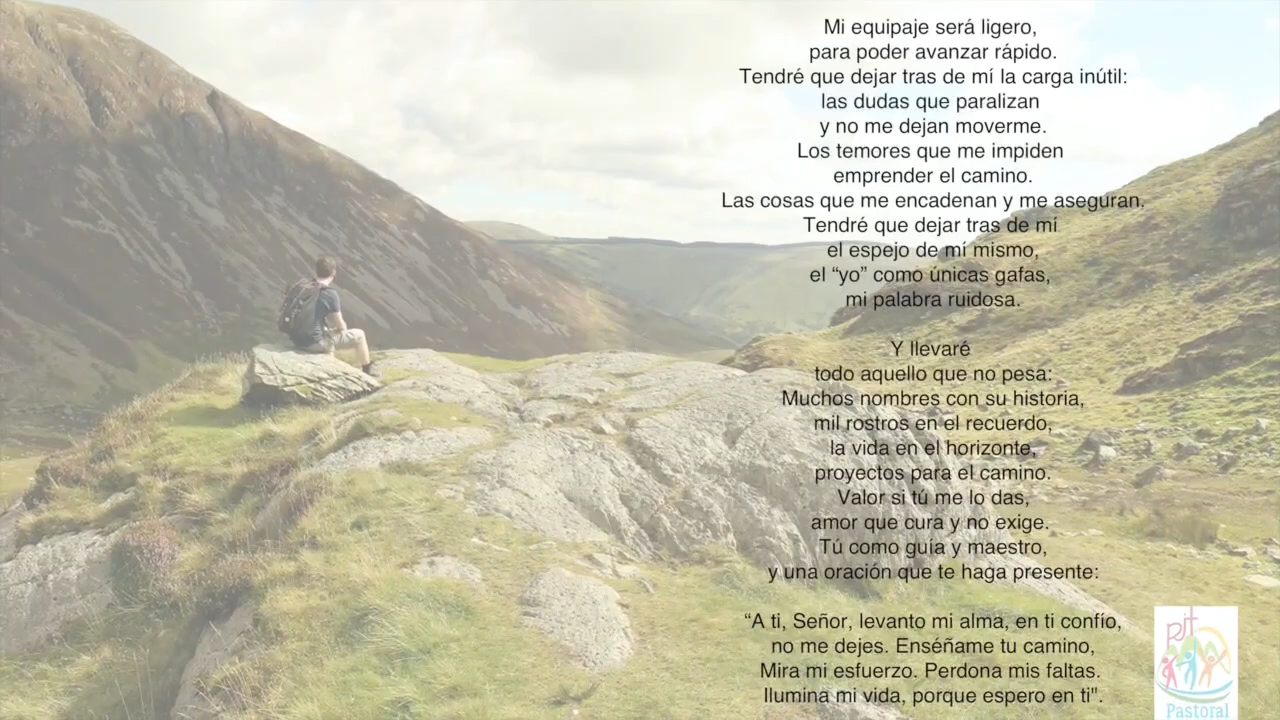 Mi equipaje será ligero,
para poder avanzar rápido.
Tendré que dejar tras de mí la carga inútil:
las dudas que paralizan
y no me dejan moverme.
Los temores que me impiden
emprender el camino.
Las cosas que me encadenan y me aseguran.
Tendré que dejar tras de mí
el espejo de mí mismo,
el “yo” como únicas gafas,
mi palabra ruidosa.
Y llevaré
todo aquello que no pesa:
Muchos nombres con su historia,
mil rostros en el recuerdo,
la vida en el horizonte,
proyectos para el camino.
Valor si tú me lo das,
amor que cura y no exige.
Tú como guía y maestro,
y una oración que te haga presente:
“A ti, Señor, levanto mi alma, en ti confío,
no me dejes. Enséñame tu camino,
Mira mi esfuerzo. Perdona mis faltas.
Ilumina mi vida, porque espero en ti".
Pastoral